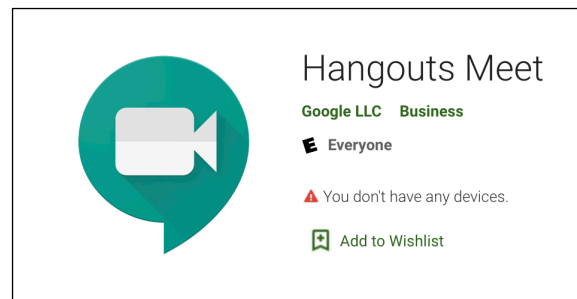 Hangouts Meet
Google LLC Business
E Everyone
You don't have any devices.
Add to Wishlist